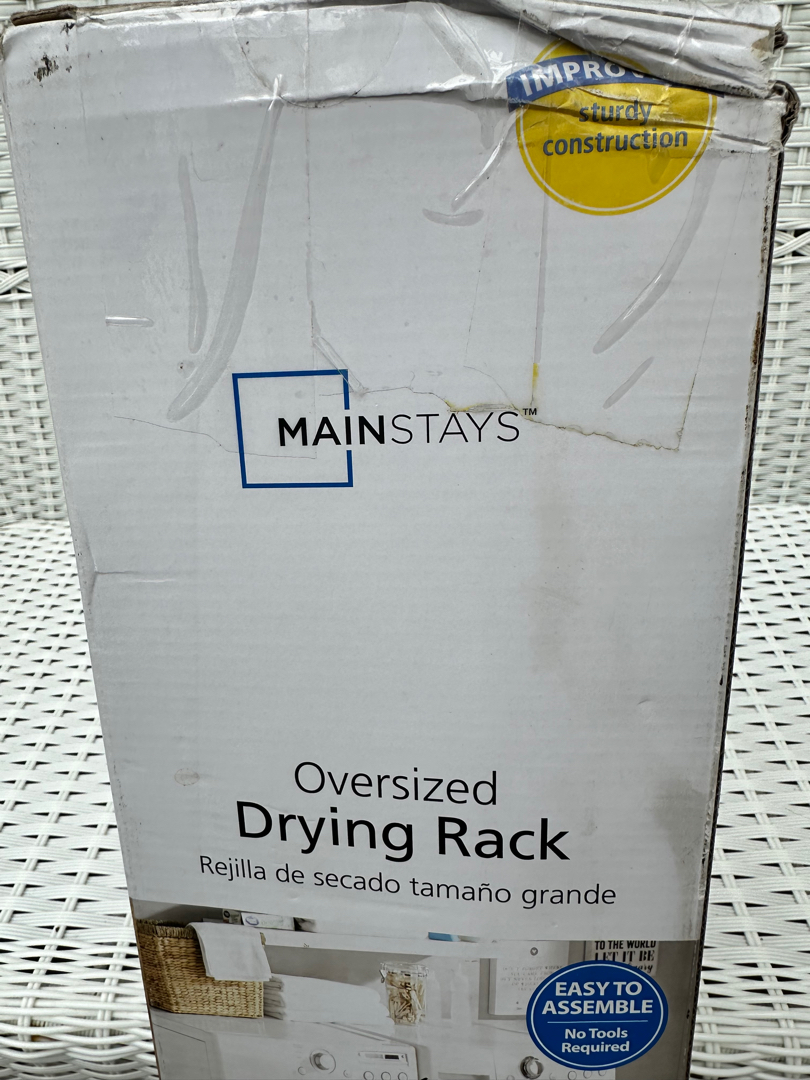 sturdy
construction
MAINSTAYS™
Oversized
Drying Rack
Rejilla de secado tamaño grande
TO THE WORLD
LET IT BE
EASY TO
ASSEMBLE
No Tools
Required